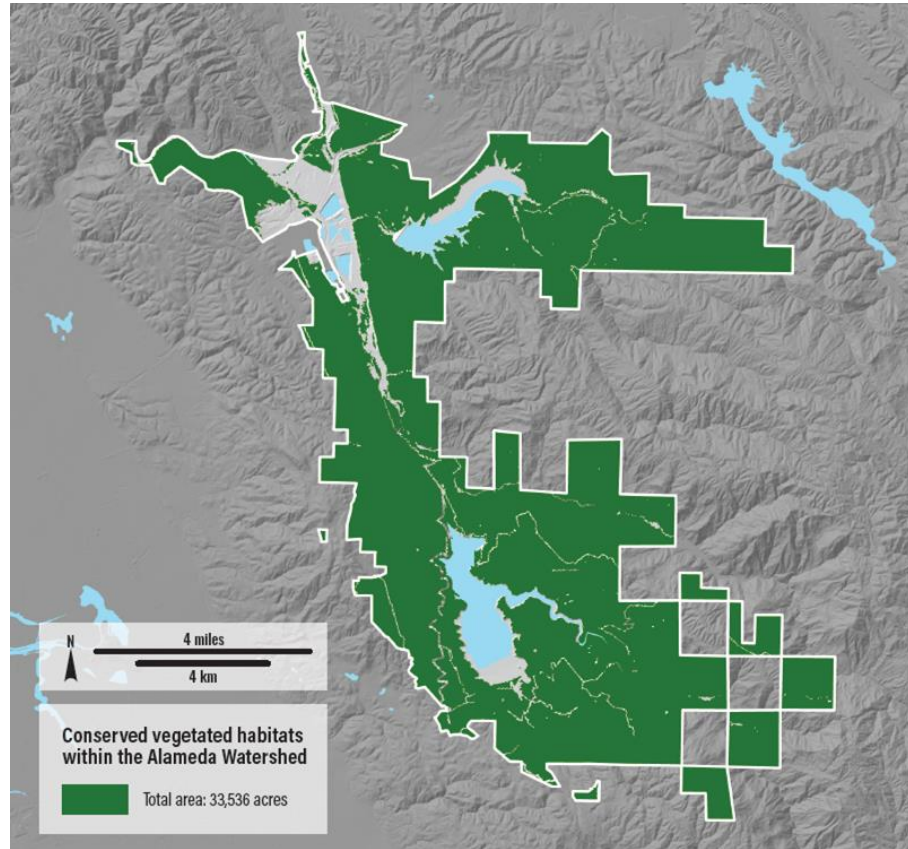 N
4 miles
4 km
Conserved vegetated habitats
within the Alameda Watershed
Total area: 33,536 acres